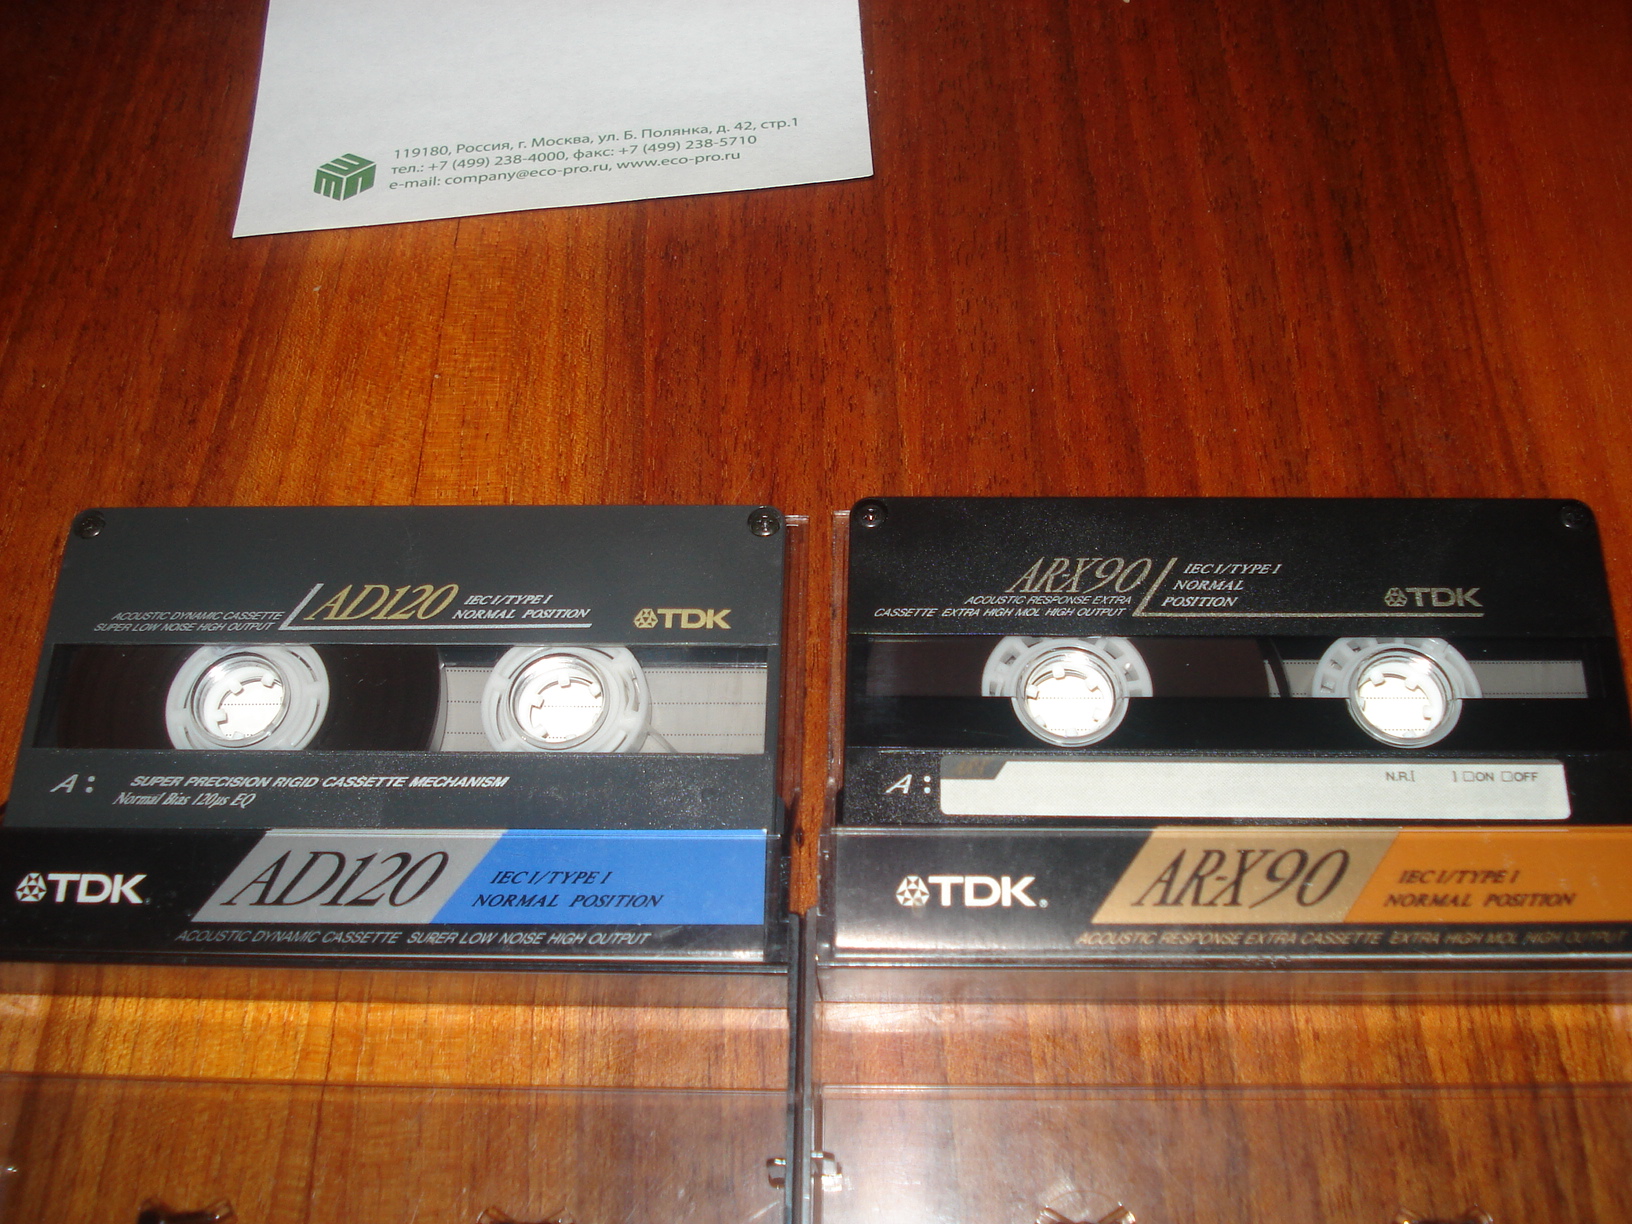 119180, Россия, г. Москва, ул. Б. Полянка, д. 42, стр.1
тел.: +7 (499) 238-4000, факс: +7 (499) 238-5710
e-mail: company@eco-pro.ru, www.eco-pro.ru
ACOUSTIC DYNAMIC CASSETTE
SUPER LOW NOISE HIGH OUTPUT
AD120
IEC I/TYPE I
NORMAL POSITION
TDK
A:
SUPER PRECISION RIGID CASSETTE MECHANISM
Normal Bias 120µs EQ
TDK
AD120
IEC I/TYPE I
NORMAL POSITION
ACOUSTIC DYNAMIC CASSETTE SUPER LOW NOISE HIGH OUTPUT
AR-X90
ACOUSTIC RESPONSE EXTRA
CASSETTE EXTRA HIGH MOL HIGH OUTPUT
IEC I/TYPE I
NORMAL
POSITION
TDK
A:
N.R.[ ] □ON □OFF
TDK
AR-X90
IEC I/TYPE I
NORMAL POSITION
ACOUSTIC RESPONSE EXTRA CASSETTE EXTRA HIGH MOL HIGH OUTPUT